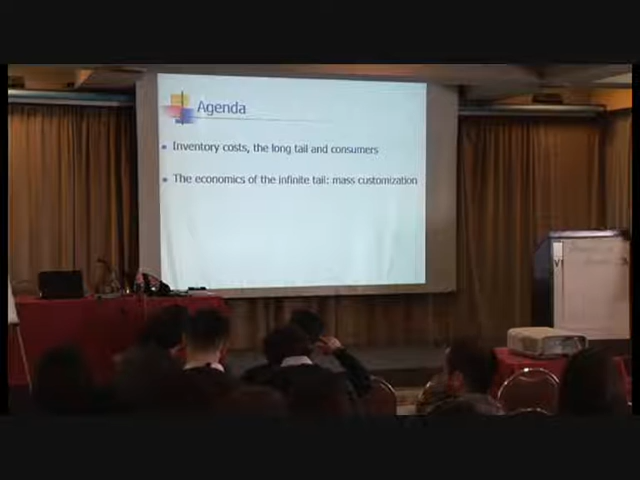 Agenda
Inventory costs, the long tail and consumers
The economics of the infinite tail: mass customization